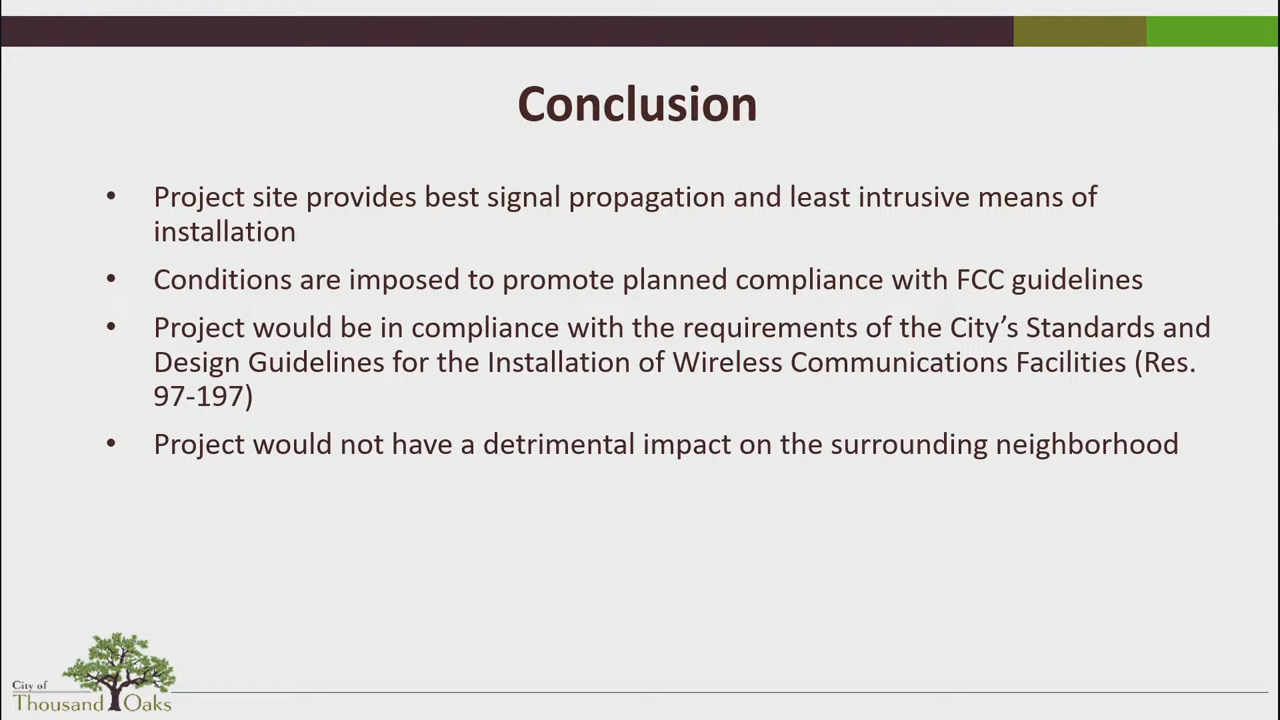 Conclusion
• Project site provides best signal propagation and least intrusive means of
installation
• Conditions are imposed to promote planned compliance with FCC guidelines
• Project would be in compliance with the requirements of the City’s Standards and
Design Guidelines for the Installation of Wireless Communications Facilities (Res.
97-197)
• Project would not have a detrimental impact on the surrounding neighborhood
City of
Thousand Oaks